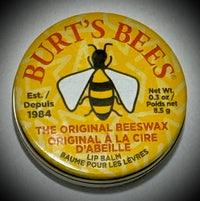 BURT'S BEES
Est./
Depuis
1984
Net Wt.
0.3 oz /
Poids net
8.5 g
THE ORIGINAL BEESWAX
ORIGINAL À LA CIRE
D'ABEILLE
LIP BALM
BAUME POUR LES LÈVRES